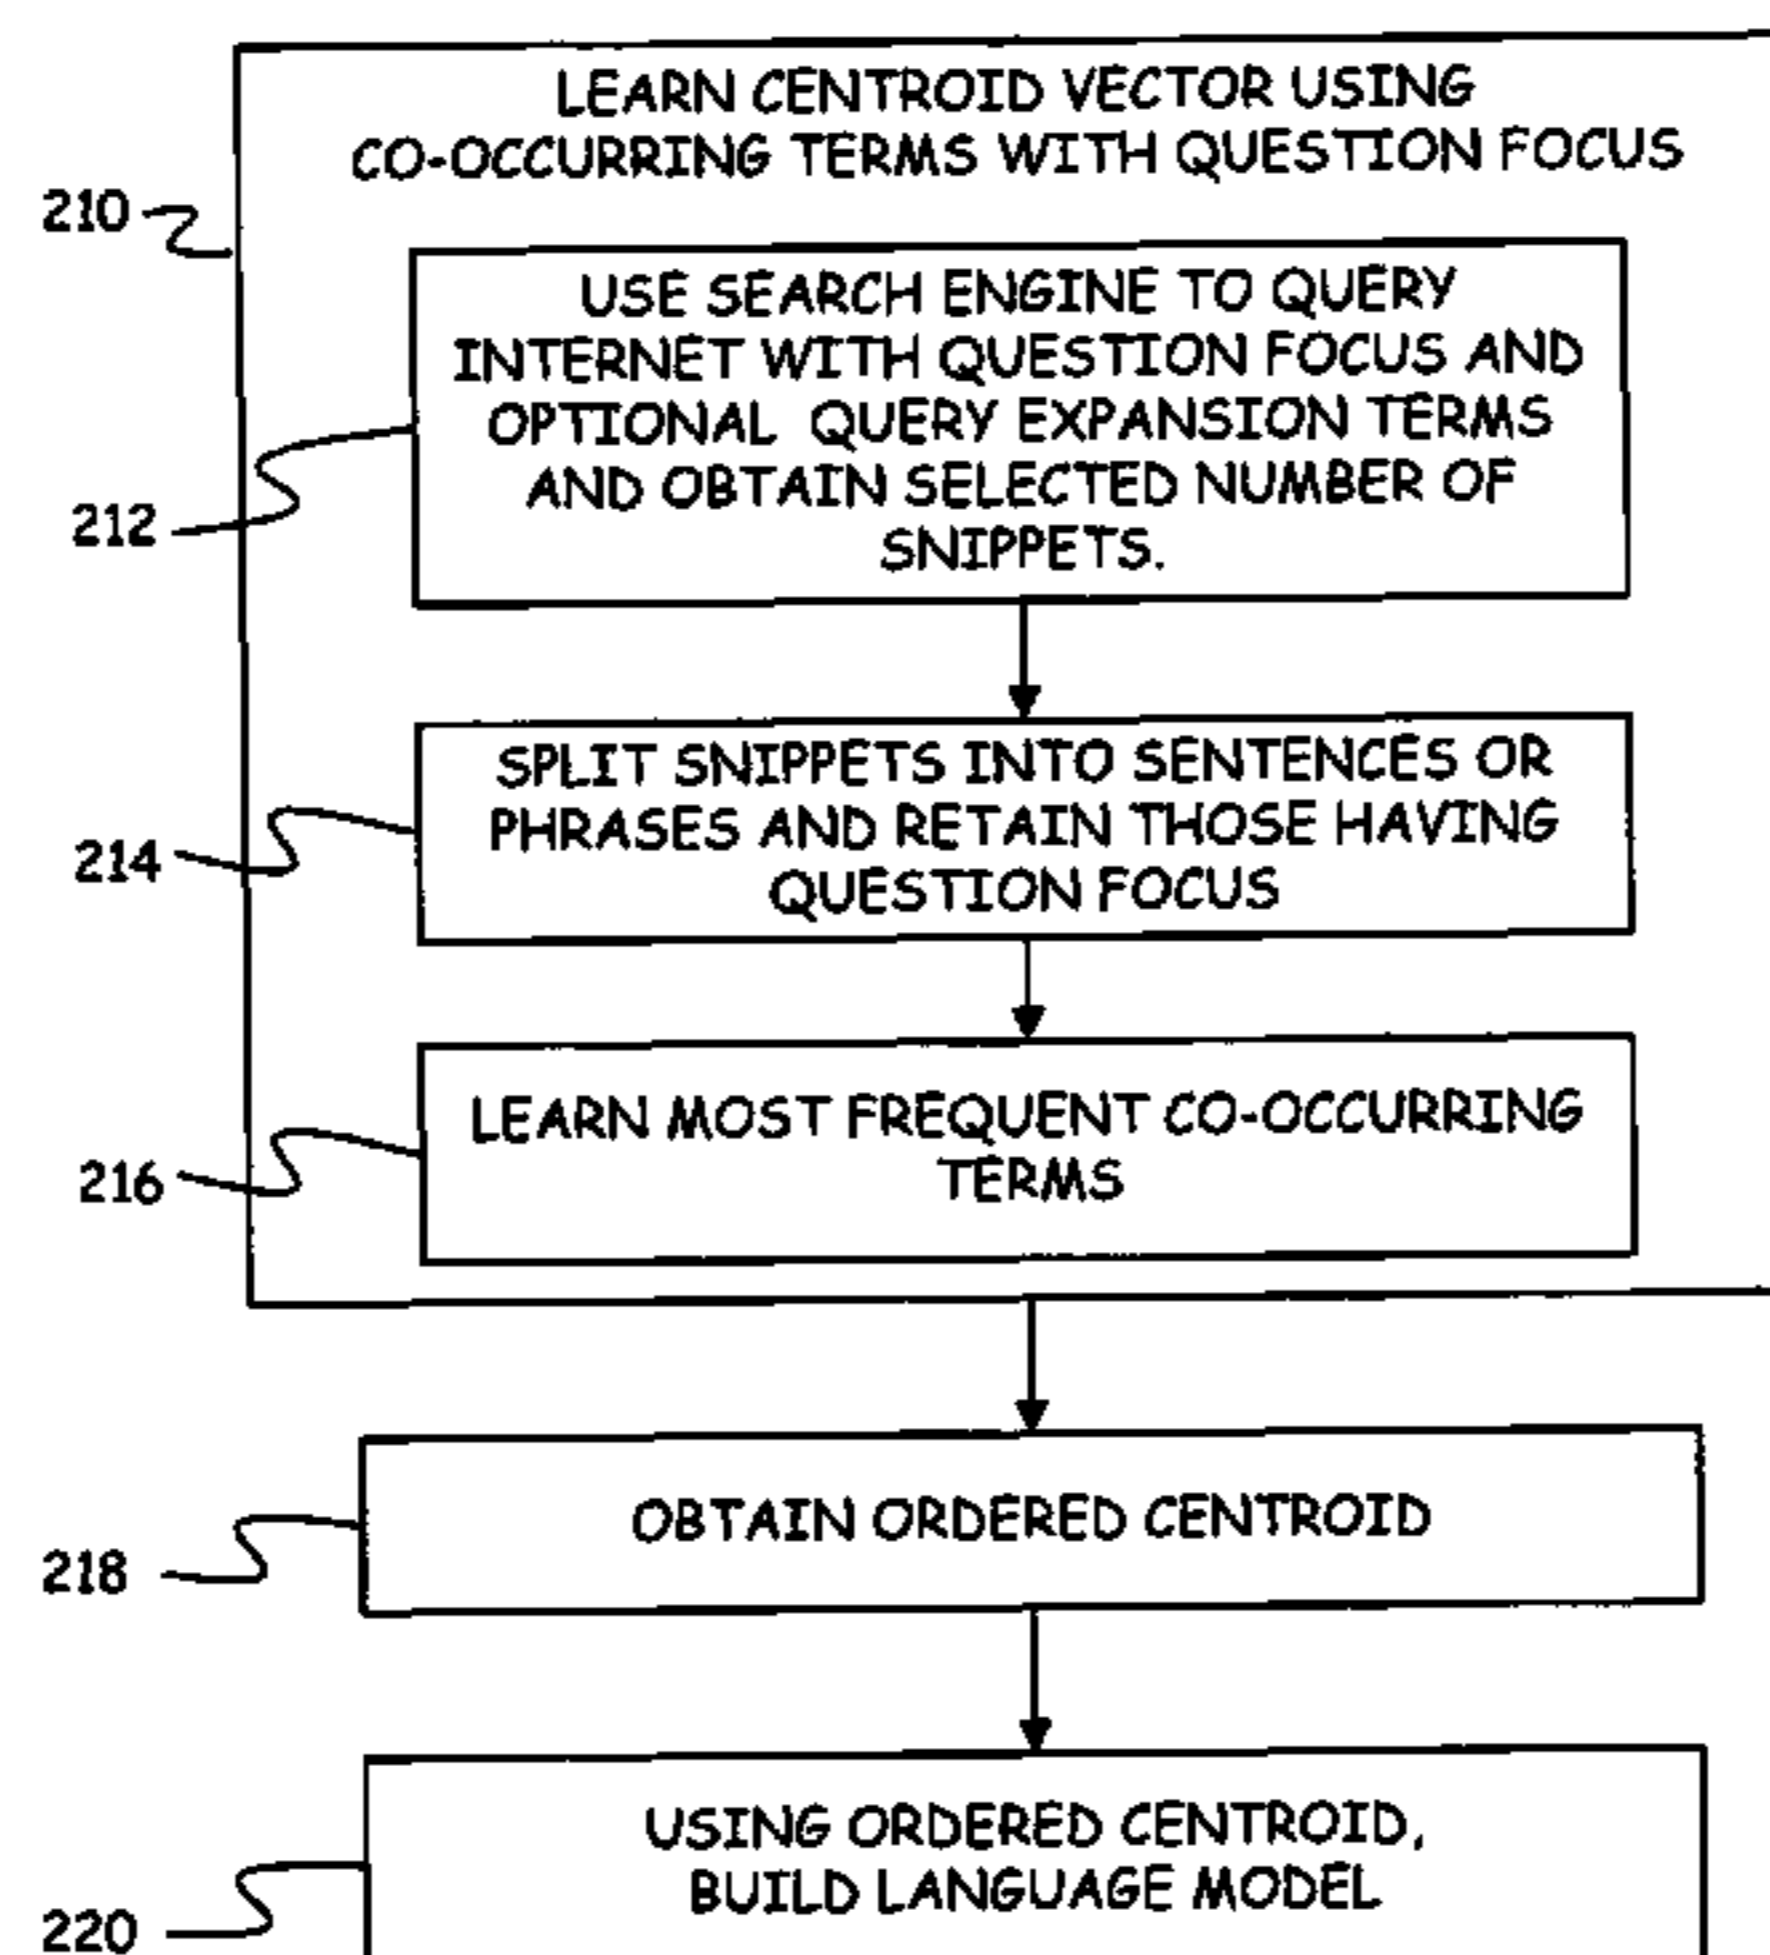 LEARN CENTROID VECTOR USING
CO-OCCURRING TERMS WITH QUESTION FOCUS
210
USE SEARCH ENGINE TO QUERY
INTERNET WITH QUESTION FOCUS AND
OPTIONAL QUERY EXPANSION TERMS
AND OBTAIN SELECTED NUMBER OF
SNIPPETS.
212
SPLIT SNIPPETS INTO SENTENCES OR
PHRASES AND RETAIN THOSE HAVING
QUESTION FOCUS
214
LEARN MOST FREQUENT CO-OCCURRING
TERMS
216
OBTAIN ORDERED CENTROID
218
USING ORDERED CENTROID,
BUILD LANGUAGE MODEL
220